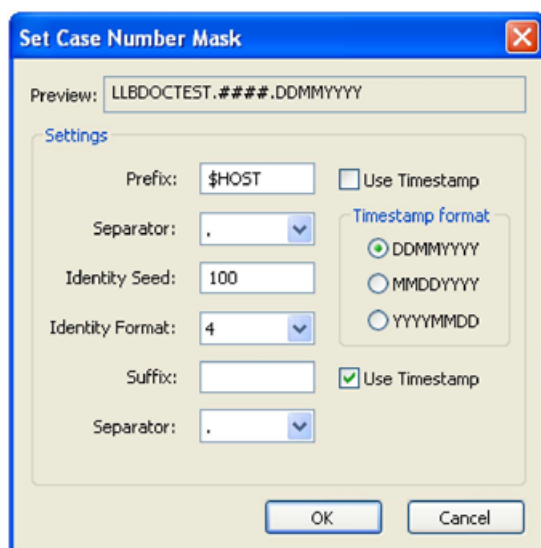 Set Case Number Mask
Preview: LLBDOCTEST.####.DDMMYYYY
Settings
Prefix: $HOST Use Timestamp
Separator: . Timestamp format
DDMMYYYY
Identity Seed: 100 MMDDYYYY
Identity Format: 4 YYYYMMDD
Suffix: Use Timestamp
Separator: .
OK Cancel